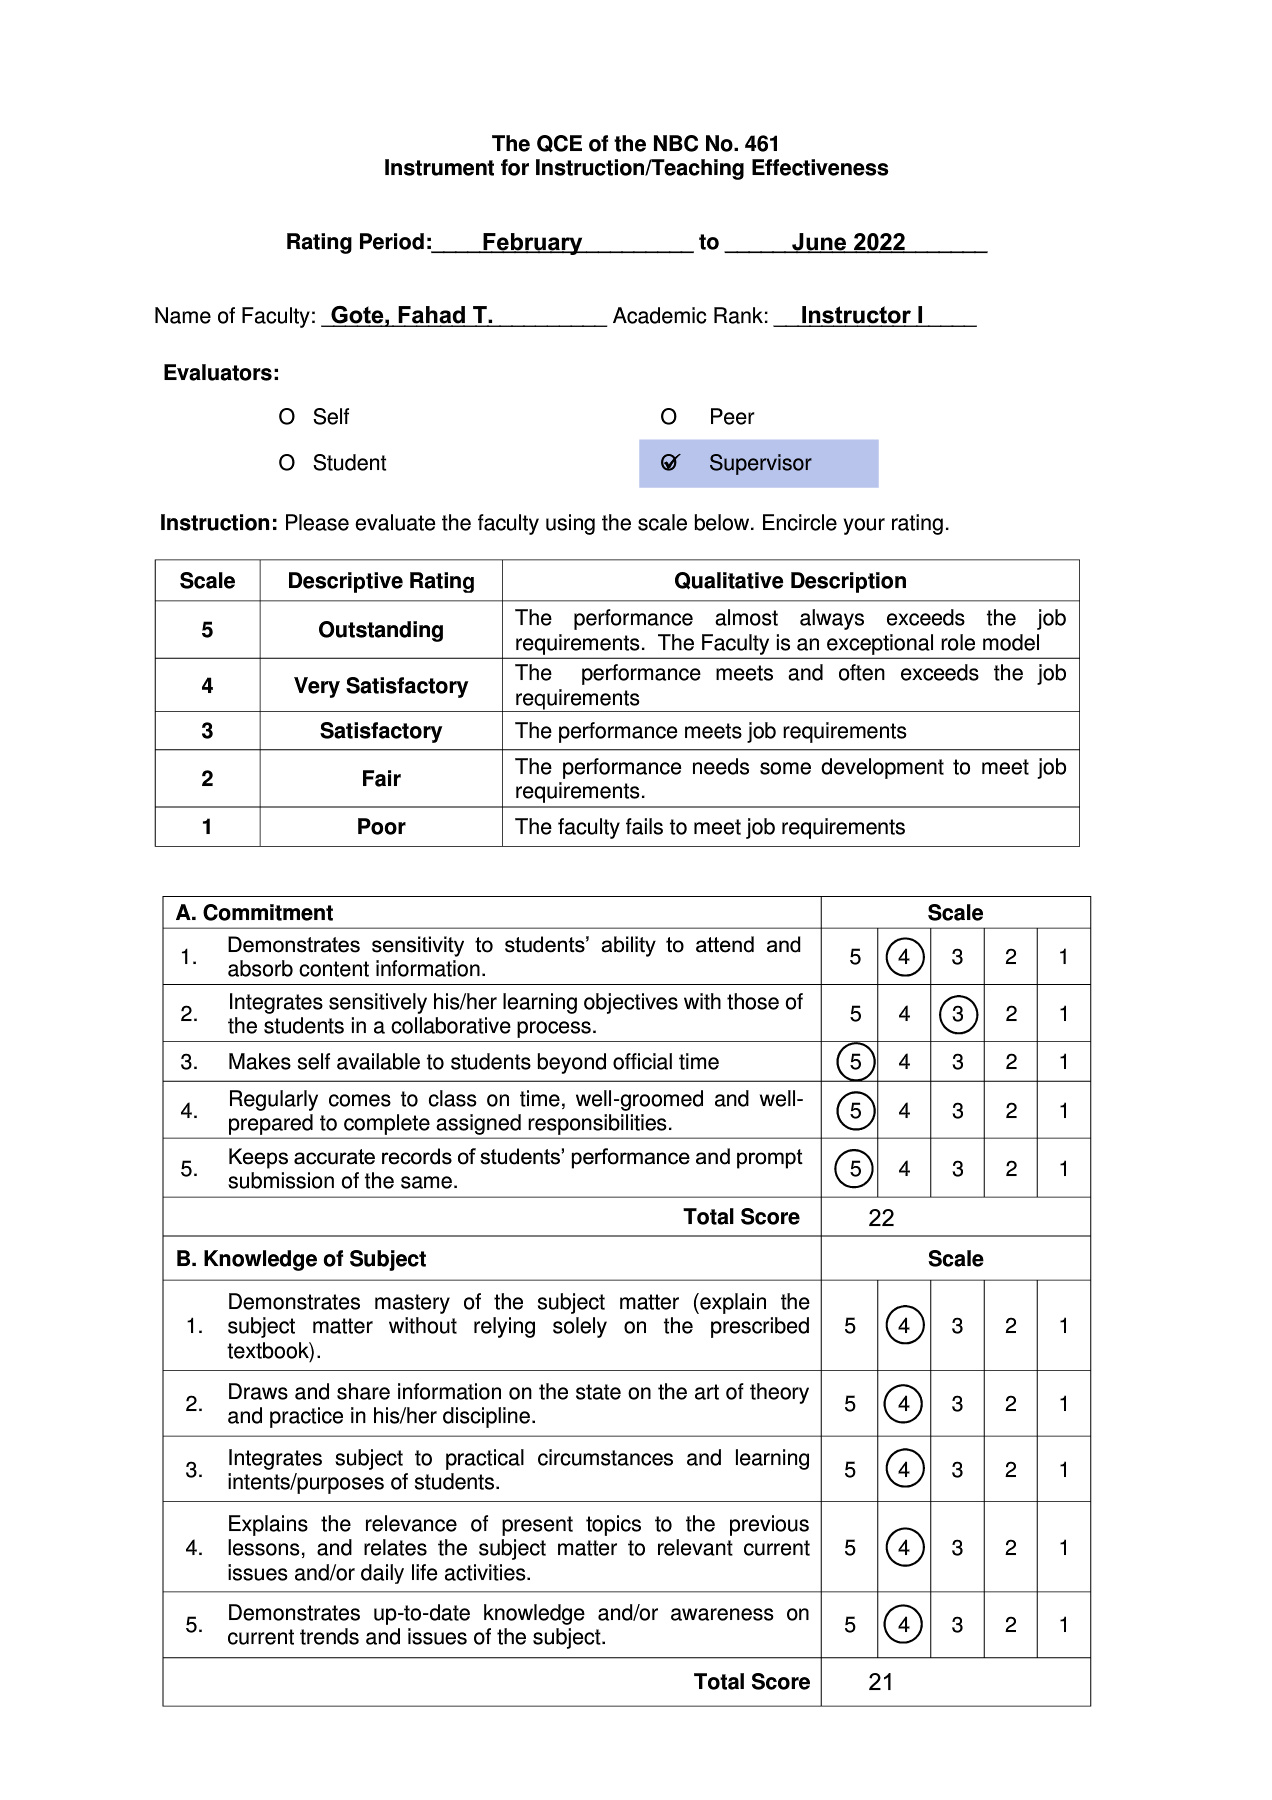 The QCE of the NBC No. 461
Instrument for Instruction/Teaching Effectiveness
Rating Period: February to June 2022
Name of Faculty: Gote, Fahad T. Academic Rank: Instructor I
Evaluators:
O Self O Peer
O Student O Supervisor
Instruction: Please evaluate the faculty using the scale below. Encircle your rating.
Scale Descriptive Rating Qualitative Description
5 Outstanding The performance almost always exceeds the job
requirements. The Faculty is an exceptional role model
4 Very Satisfactory The performance meets and often exceeds the job
requirements
3 Satisfactory The performance meets job requirements
2 Fair The performance needs some development to meet job
requirements.
1 Poor The faculty fails to meet job requirements
A. Commitment Scale
1. Demonstrates sensitivity to students’ ability to attend and
absorb content information. 5 4 3 2 1
2. Integrates sensitively his/her learning objectives with those of
the students in a collaborative process. 5 4 3 2 1
3. Makes self available to students beyond official time 5 4 3 2 1
4. Regularly comes to class on time, well-groomed and well-
prepared to complete assigned responsibilities. 5 4 3 2 1
5. Keeps accurate records of students’ performance and prompt
submission of the same. 5 4 3 2 1
Total Score 22
B. Knowledge of Subject Scale
1. Demonstrates mastery of the subject matter (explain the
subject matter without relying solely on the prescribed
textbook). 5 4 3 2 1
2. Draws and share information on the state on the art of theory
and practice in his/her discipline. 5 4 3 2 1
3. Integrates subject to practical circumstances and learning
intents/purposes of students. 5 4 3 2 1
4. Explains the relevance of present topics to the previous
lessons, and relates the subject matter to relevant current
issues and/or daily life activities. 5 4 3 2 1
5. Demonstrates up-to-date knowledge and/or awareness on
current trends and issues of the subject. 5 4 3 2 1
Total Score 21